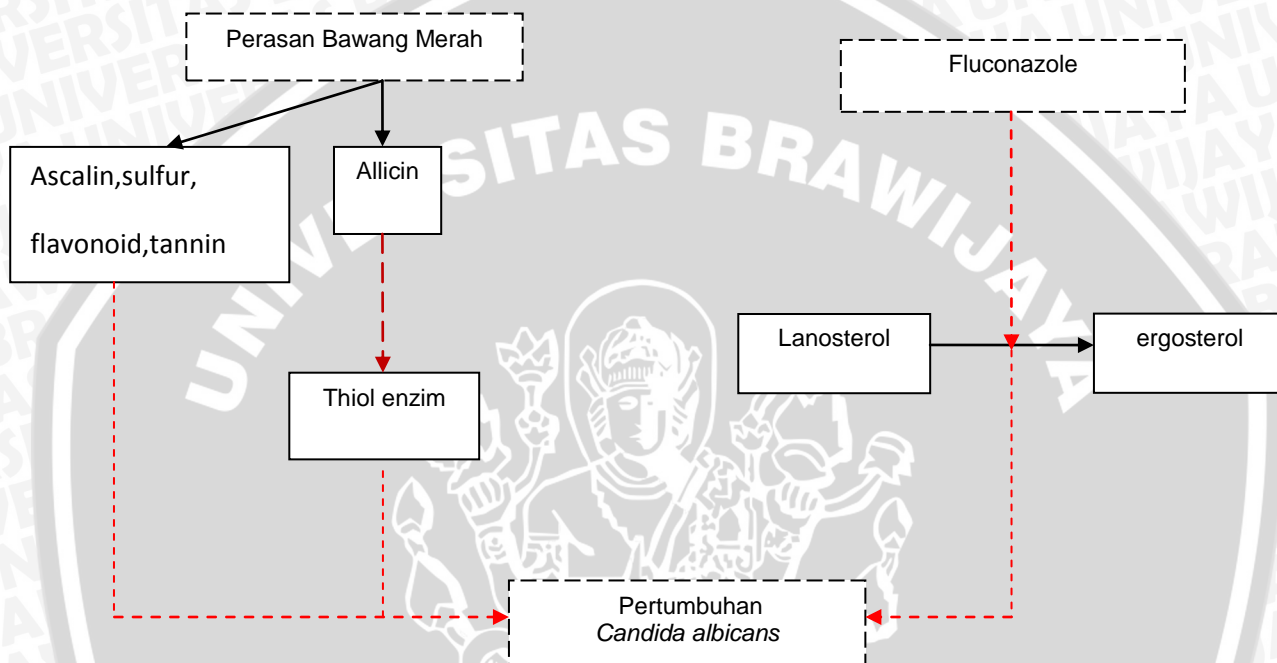 Perasan Bawang Merah
Fluconazole
Ascalin,sulfur,
flavonoid,tannin
Allicin
UNIVERSITAS BRAWIJAYA
Lanosterol
ergosterol
Thiol enzim
Pertumbuhan
Candida albicans